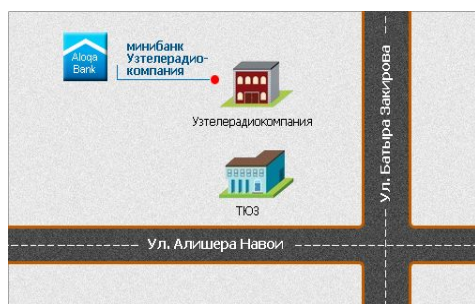 Aloqa
Bank
минибанк
Узтелерадио-
компания
Узтелерадиокомпания
ТЮЗ
Ул. Алишера Навои
Ул. Батыра Закирова